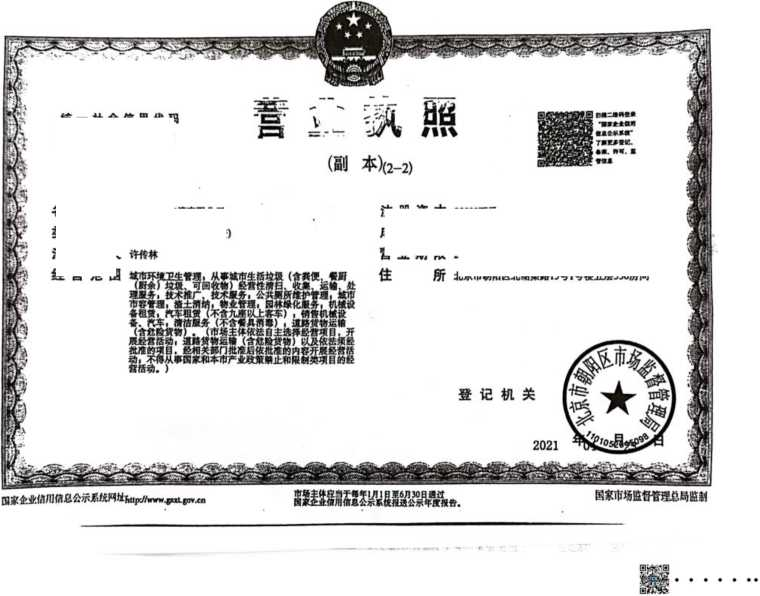 营业执照
(副 本)(2-2)
扫描二维码登录
"国家企业信用
信息公示系统"
了解更多登记、
备案、许可、监
管信息
许传林
经营范围
城市环境卫生管理；从事城市生活垃圾（含粪便、餐厨
（厨余）垃圾、可回收物）经营性清扫、收集、运输、处
理服务；技术推广、技术服务；公共厕所维护管理；城市
市容管理；渣土消纳；物业管理；园林绿化服务；机械设
备租赁；汽车租赁（不含九座以上客车）；销售机械设
备、汽车；清洁服务（不含餐具消毒）；道路货物运输
（含危险货物）。（市场主体依法自主选择经营项目，开
展经营活动；道路货物运输（含危险货物）以及依法须经
批准的项目，经相关部门批准后依批准的内容开展经营活
动；不得从事国家和本市产业政策禁止和限制类项目的经
营活动。）
住 所
登记机关
北京市朝阳区市场监督管理局
2021 年 月 日
国家企业信用信息公示系统网址http://www.gsxt.gov.cn
市场主体应当于每年1月1日至6月30日通过
国家企业信用信息公示系统报送公示年度报告。
国家市场监督管理总局监制